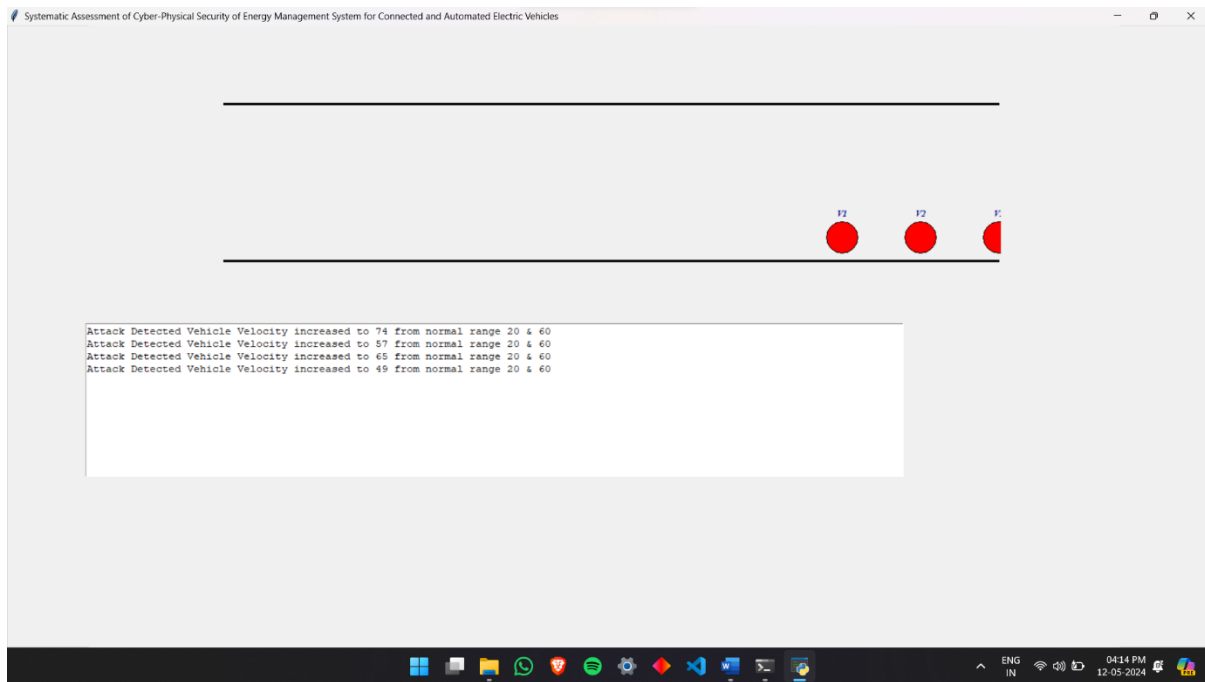 Systematic Assessment of Cyber-Physical Security of Energy Management System for Connected and Automated Electric Vehicles
V1 V2 V
Attack Detected Vehicle Velocity increased to 74 from normal range 20 & 60
Attack Detected Vehicle Velocity increased to 57 from normal range 20 & 60
Attack Detected Vehicle Velocity increased to 65 from normal range 20 & 60
Attack Detected Vehicle Velocity increased to 49 from normal range 20 & 60
ENG 04:14 PM
IN 12-05-2024